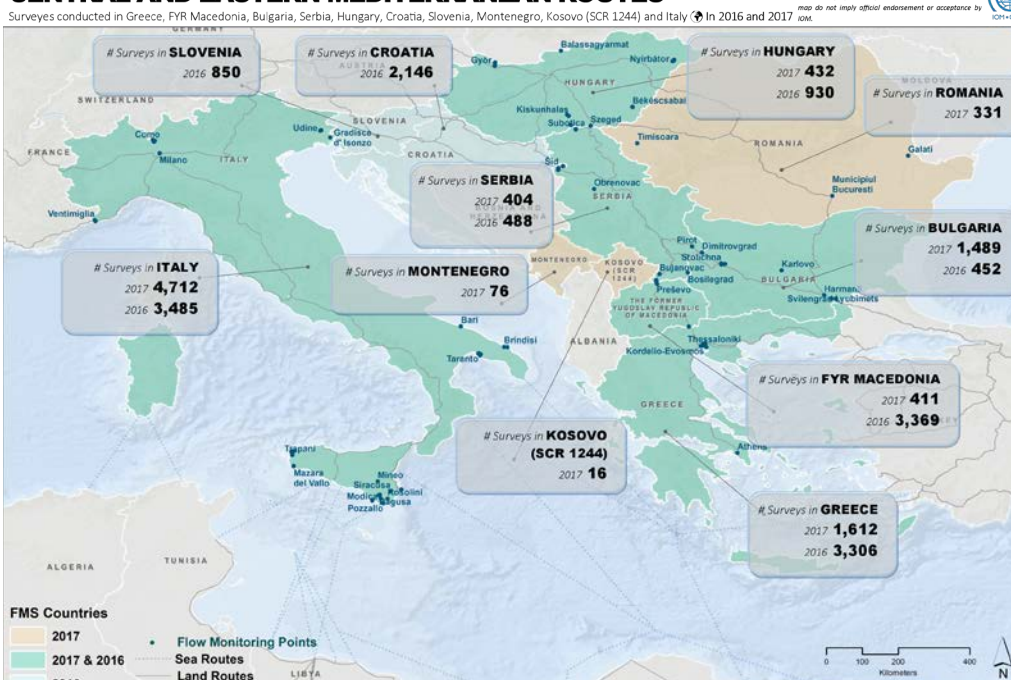 CENTRAL AND EASTERN MEDITERRANEAN ROUTES
Surveyes conducted in Greece, FYR Macedonia, Bulgaria, Serbia, Hungary, Croatia, Slovenia, Montenegro, Kosovo (SCR 1244) and Italy In 2016 and 2017
map do not imply official endorsement or acceptance by
IOM.
GERMANY
# Surveys in SLOVENIA
2016 850
# Surveys in CROATIA
2016 2,146
AUSTRIA
# Surveys in HUNGARY
2017 432
2016 930
# Surveys in ROMANIA
2017 331
MOLDOVA
Balassagyarmat
Győr
Nyírbátor
HUNGARY
SWITZERLAND
Kiskunhalas
Békéscsaba
Subotica
Szeged
SLOVENIA
Udine
Gradisca
d' Isonzo
Como
Milano
ITALY
FRANCE
CROATIA
Timisoara
ROMANIA
Galati
Šid
# Surveys in SERBIA
2017 404
2016 488
Obrenovac
SERBIA
BOSNIA AND
HERZEGOVINA
Municipiul
Bucuresti
Ventimiglia
# Surveys in BULGARIA
2017 1,489
2016 452
Pirot
Dimitrovgrad
Stolichna
Karlovo
BULGARIA
# Surveys in ITALY
2017 4,712
2016 3,485
# Surveys in MONTENEGRO
2017 76
MONTENEGRO
KOSOVO
(SCR
1244)
Bujanovac
Bosilegrad
Preševo
Harman
Svilengrad
Lyubimets
THE FORMER
YUGOSLAV REPUBLIC
OF MACEDONIA
Bari
Brindisi
Taranto
ALBANIA
Thessaloniki
Kordelio-Evosmos
# Surveys in FYR MACEDONIA
2017 411
2016 3,369
GREECE
# Surveys in KOSOVO
(SCR 1244)
2017 16
Athens
Trapani
Mazara
del Vallo
Mineo
Siracusa
Rosolini
Modica
Ragusa
Pozzallo
# Surveys in GREECE
2017 1,612
2016 3,306
TUNISIA
ALGERIA
LIBYA
FMS Countries
2017
2017 & 2016
Flow Monitoring Points
Sea Routes
Land Routes
0 100 200 400
Kilometers
N